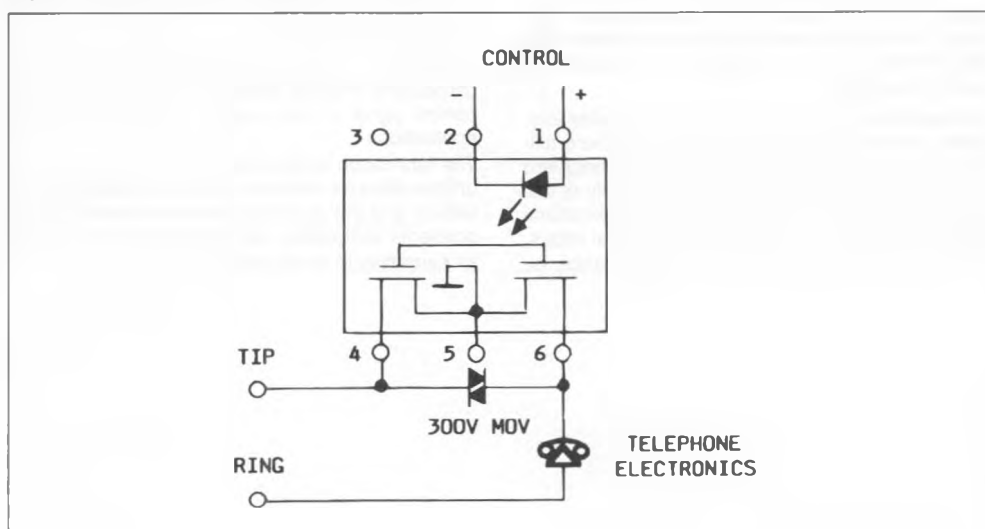 CONTROL
- +
3 2 1
4 5 6
TIP
300V MOV
TELEPHONE
ELECTRONICS
RING